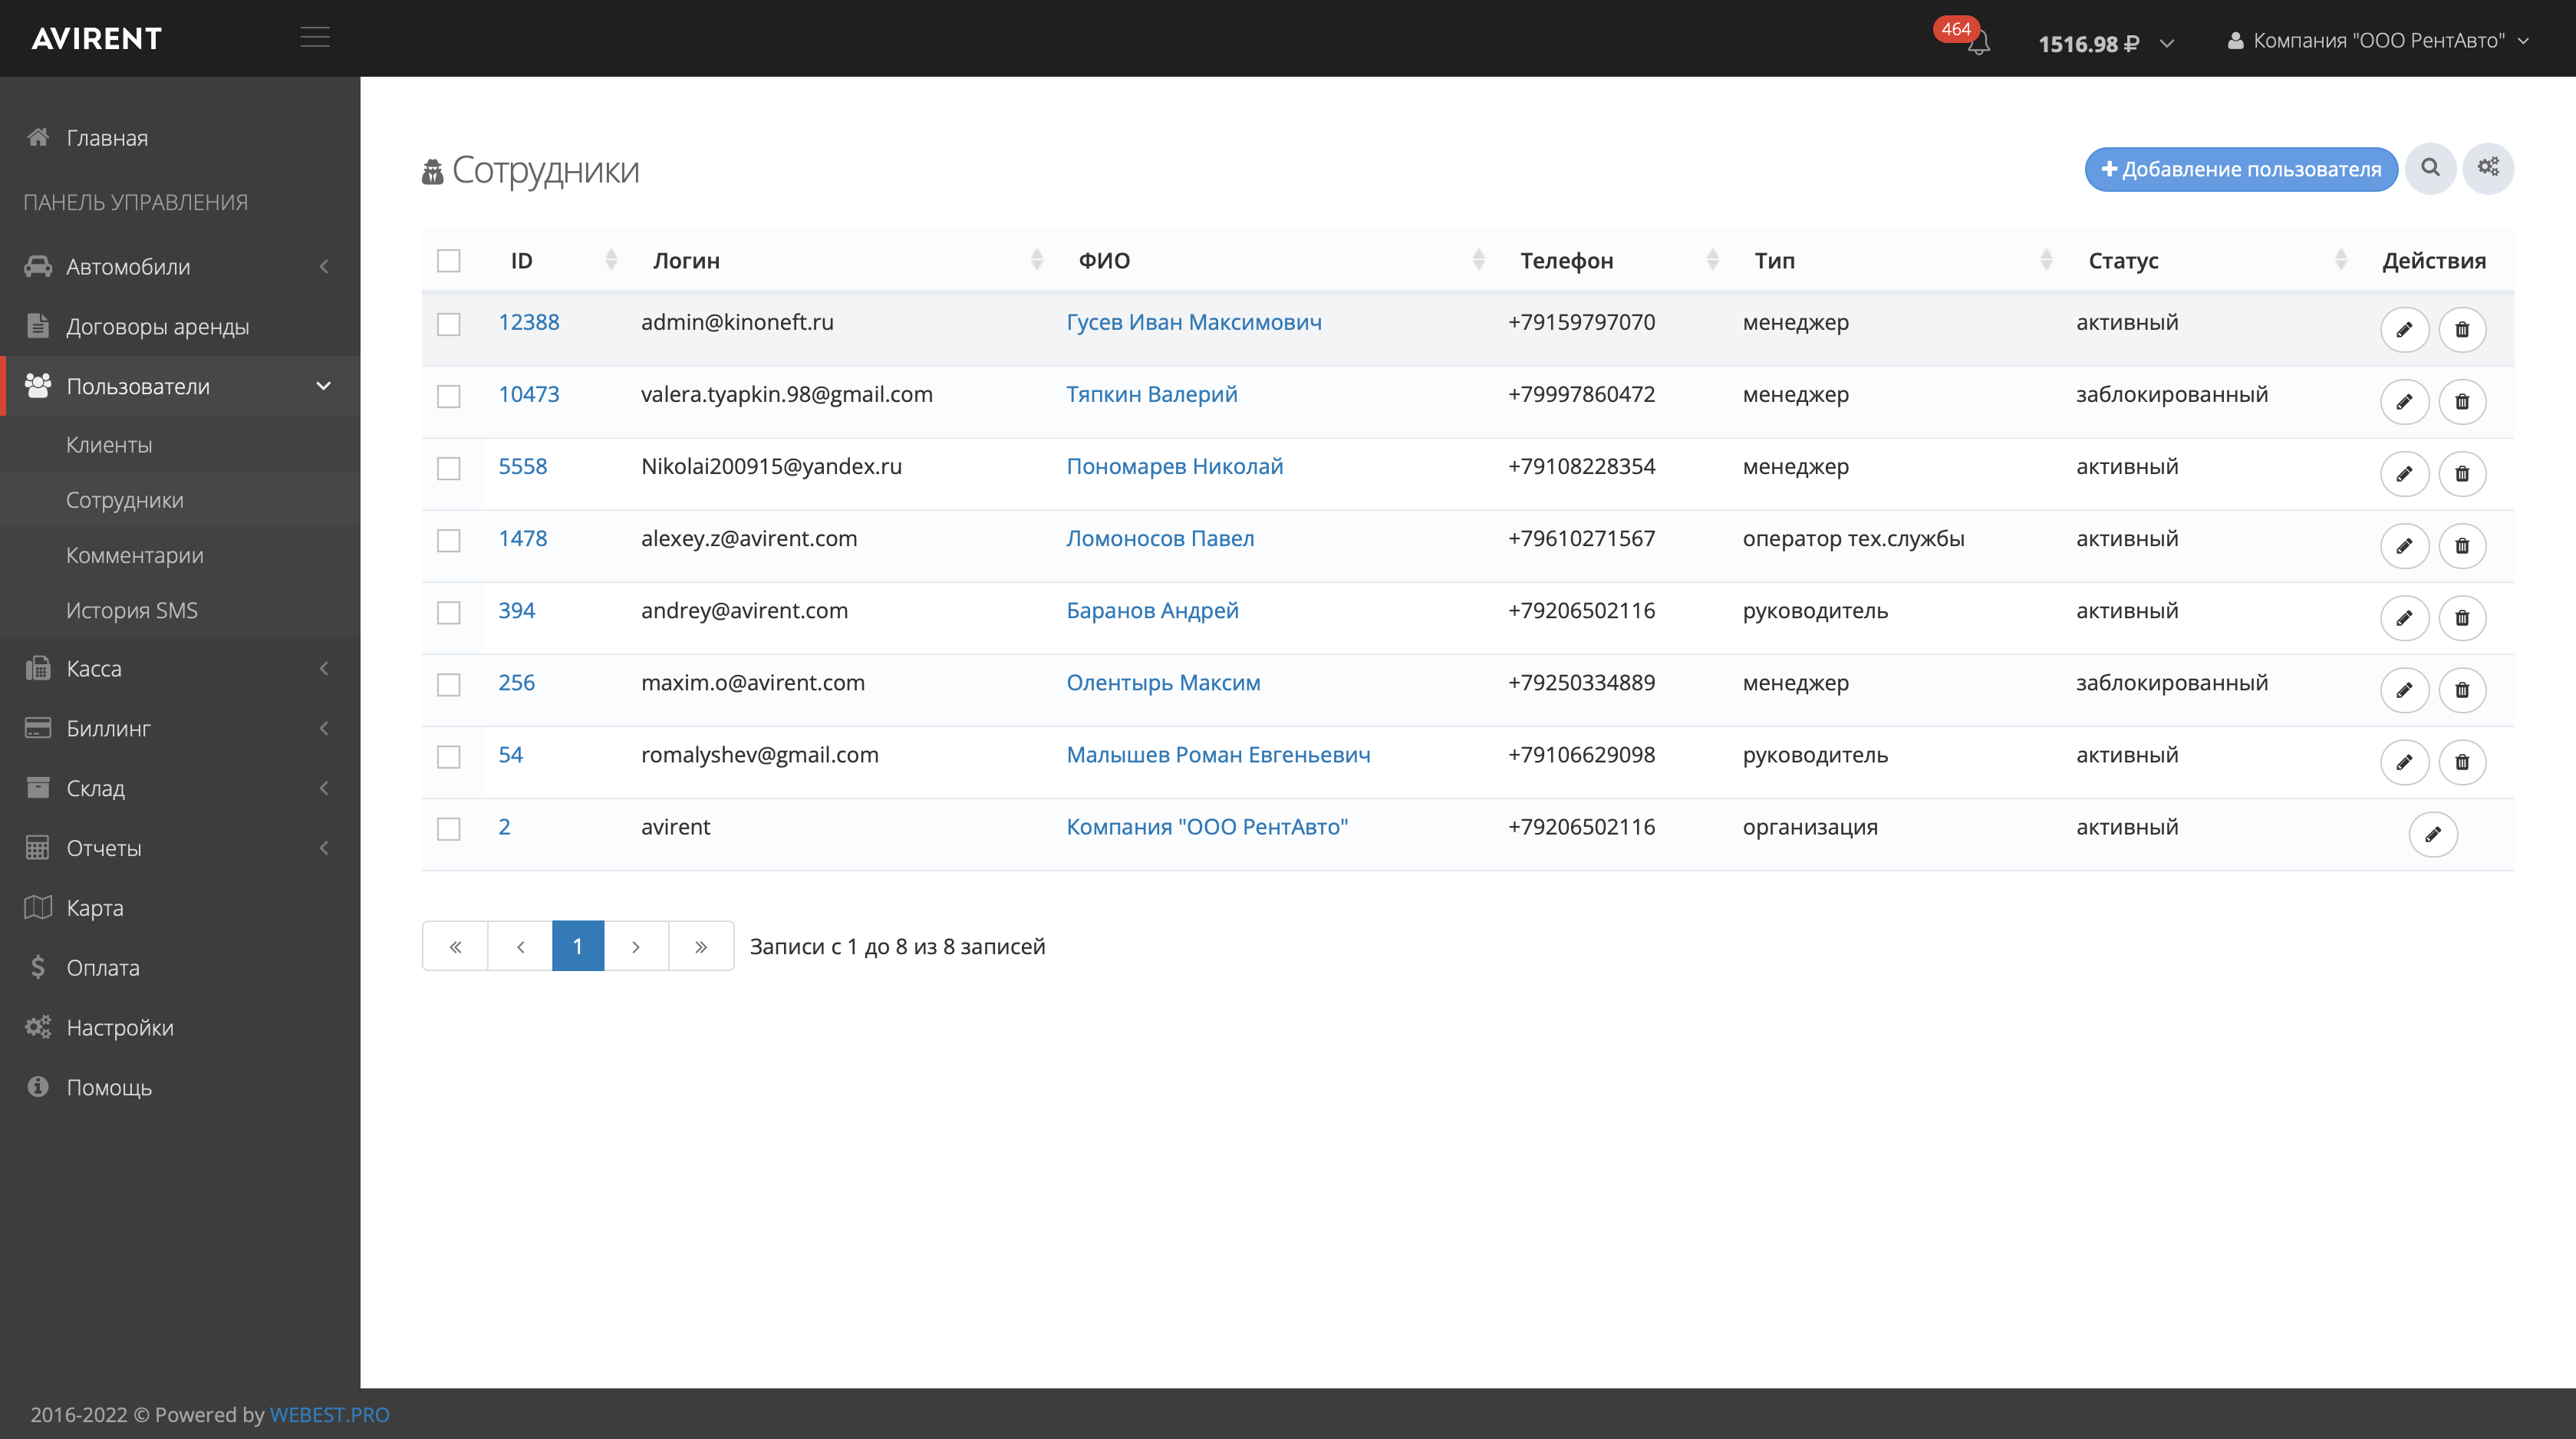 AVIRENT
464
1516.98 ₽
Компания "ООО РентАвто"
Главная
ПАНЕЛЬ УПРАВЛЕНИЯ
Автомобили
Договоры аренды
Пользователи
Клиенты
Сотрудники
Комментарии
История SMS
Касса
Биллинг
Склад
Отчеты
Карта
Оплата
Настройки
Помощь
Сотрудники
Добавление пользователя
ID Логин ФИО Телефон Тип Статус Действия
12388 admin@kinoneft.ru Гусев Иван Максимович +79159797070 менеджер активный
10473 valera.tyapkin.98@gmail.com Тяпкин Валерий +79997860472 менеджер заблокированный
5558 Nikolai200915@yandex.ru Пономарев Николай +79108228354 менеджер активный
1478 alexey.z@avirent.com Ломоносов Павел +79610271567 оператор тех.службы активный
394 andrey@avirent.com Баранов Андрей +79206502116 руководитель активный
256 maxim.o@avirent.com Олентырь Максим +79250334889 менеджер заблокированный
54 romalyshev@gmail.com Малышев Роман Евгеньевич +79106629098 руководитель активный
2 avirent Компания "ООО РентАвто" +79206502116 организация активный
« ‹ 1 › » Записи с 1 до 8 из 8 записей
2016-2022 © Powered by WEBEST.PRO